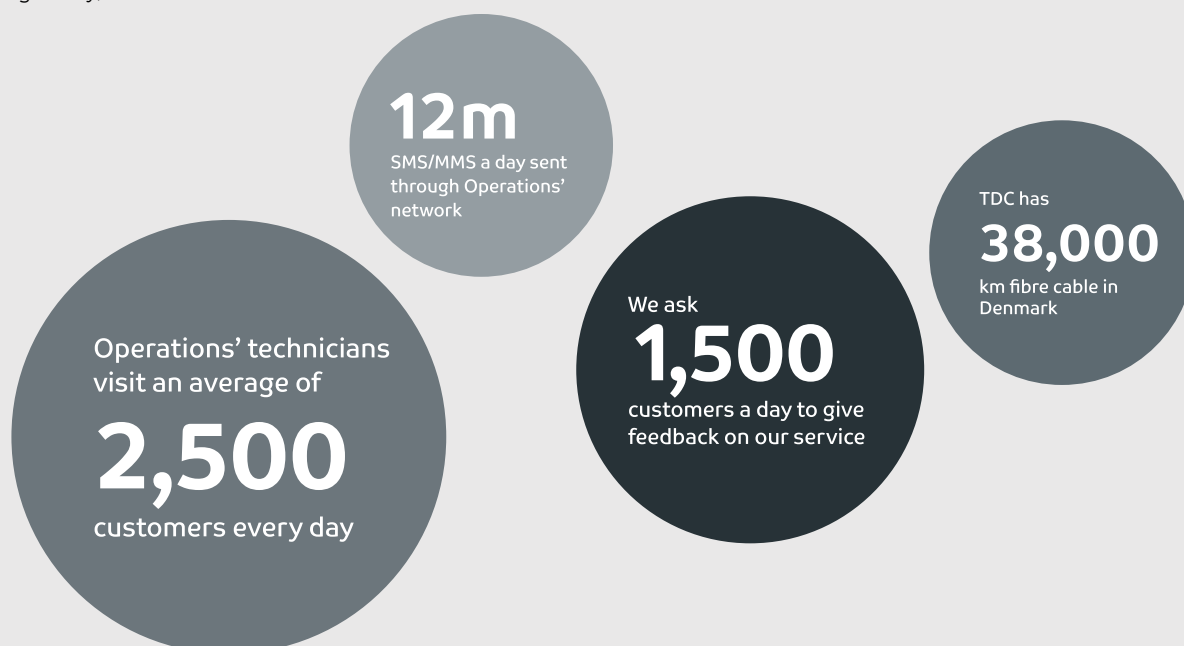 12m
SMS/MMS a day sent
through Operations’
network
TDC has
38,000
km fibre cable in
Denmark
We ask
1,500
customers a day to give
feedback on our service
Operations’ technicians
visit an average of
2,500
customers every day